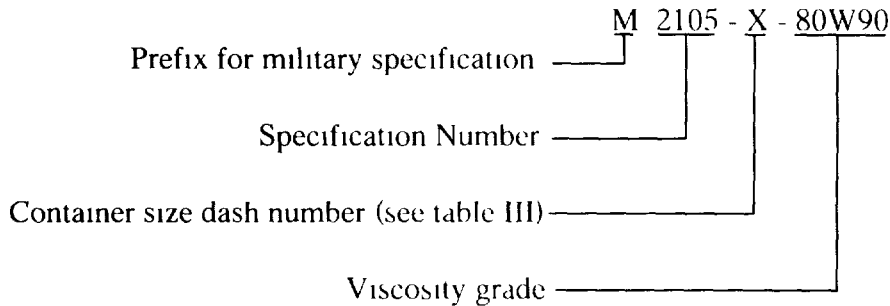 M 2105 - X - 80W90
Prefix for military specification
Specification Number
Container size dash number (see table III)
Viscosity grade